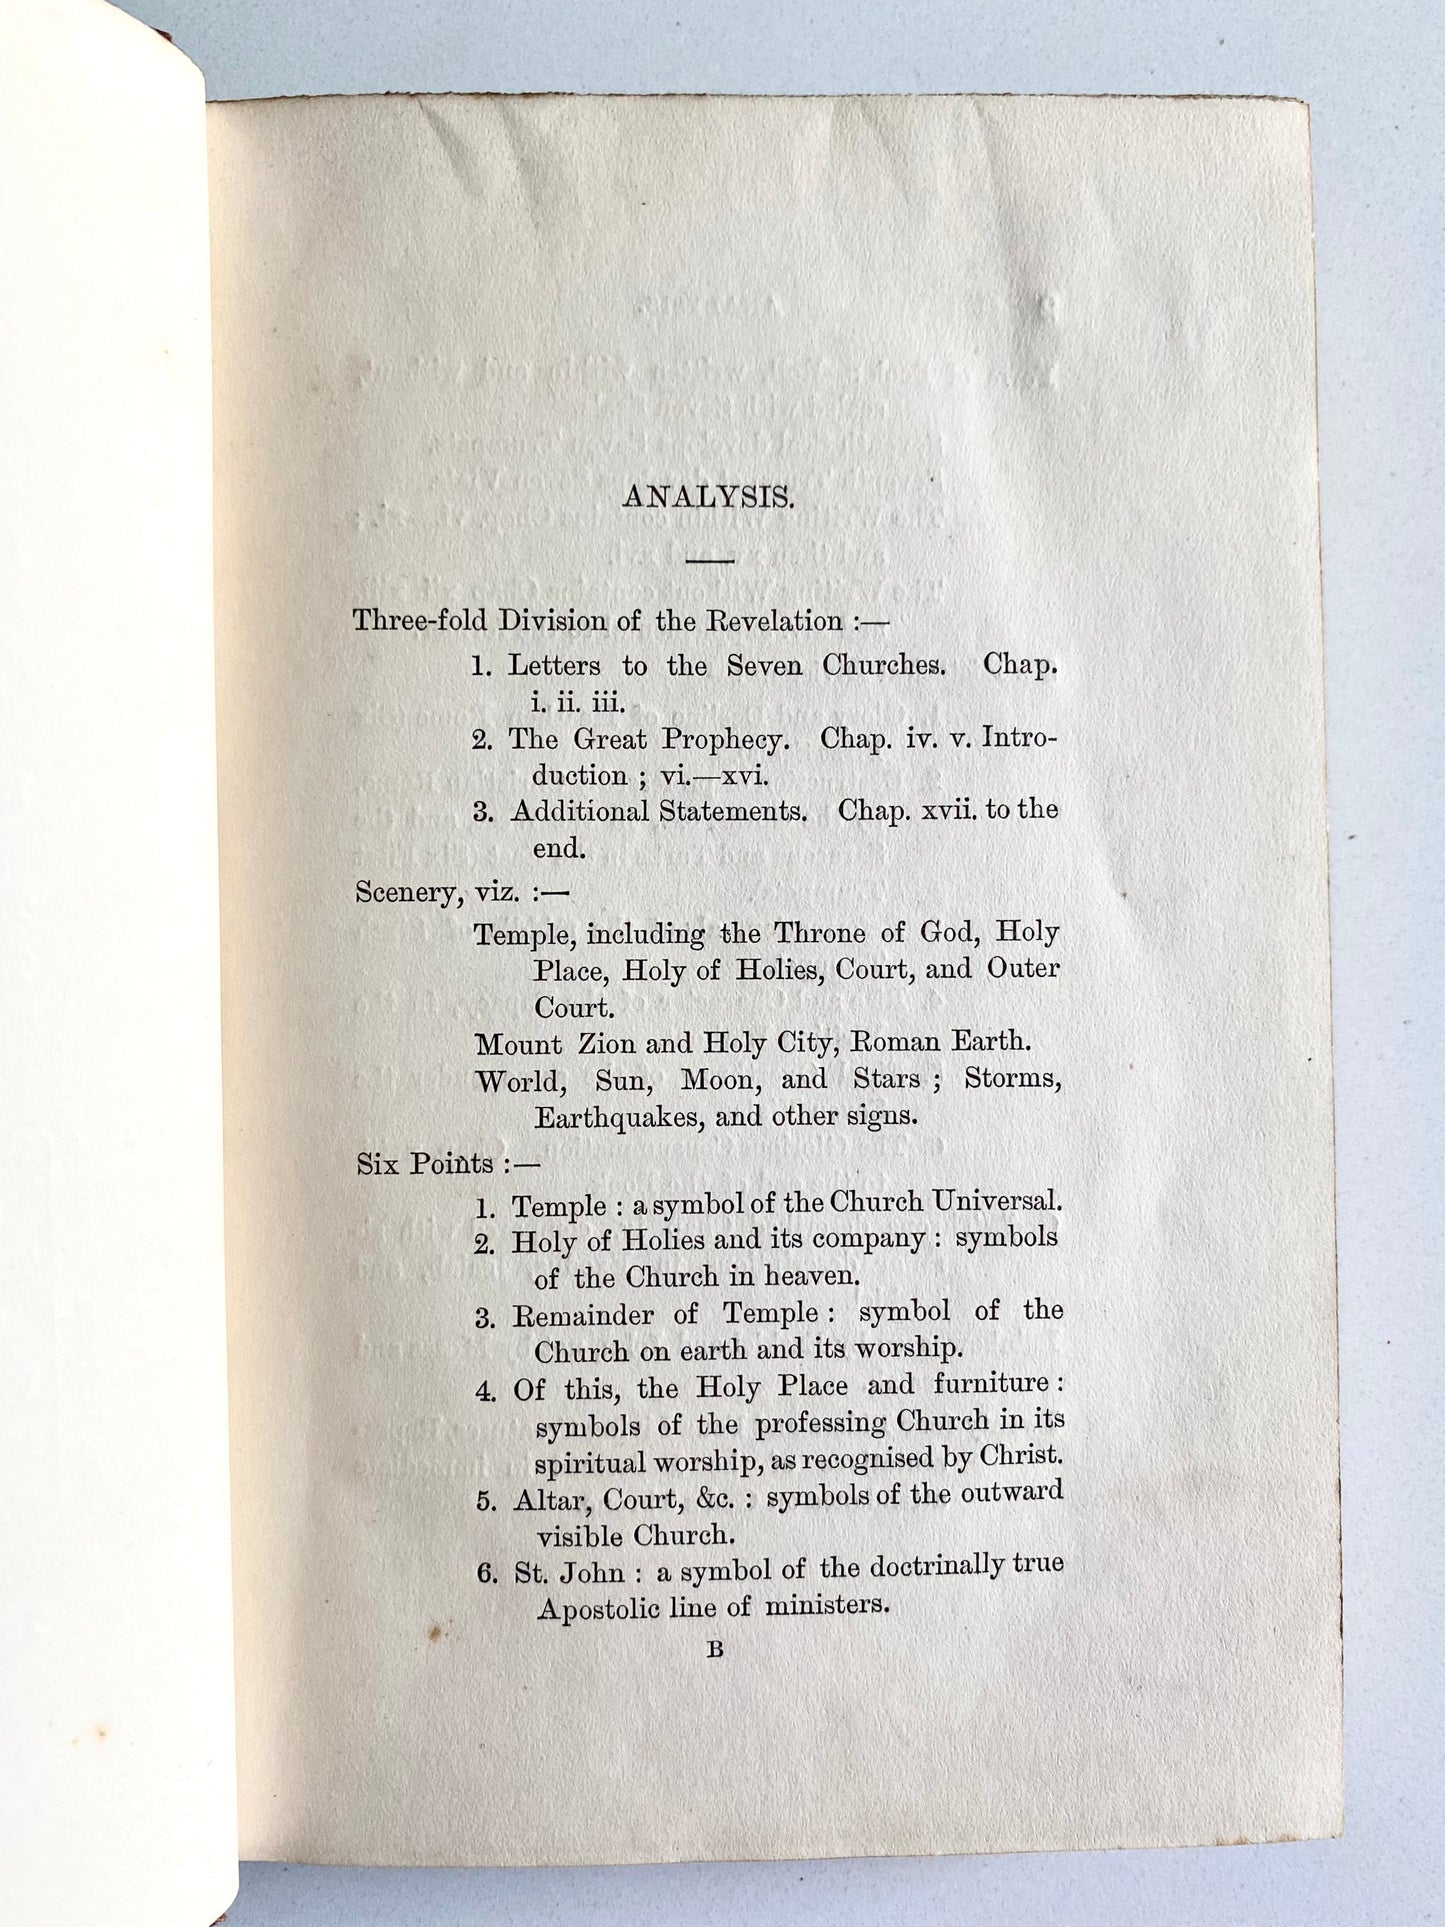 ANALYSIS.
Three-fold Division of the Revelation :—
1. Letters to the Seven Churches. Chap.
i. ii. iii.
2. The Great Prophecy. Chap. iv. v. Intro-
duction ; vi.—xvi.
3. Additional Statements. Chap. xvii. to the
end.
Scenery, viz. :—
Temple, including the Throne of God, Holy
Place, Holy of Holies, Court, and Outer
Court.
Mount Zion and Holy City, Roman Earth.
World, Sun, Moon, and Stars ; Storms,
Earthquakes, and other signs.
Six Points :—
1. Temple : a symbol of the Church Universal.
2. Holy of Holies and its company : symbols
of the Church in heaven.
3. Remainder of Temple : symbol of the
Church on earth and its worship.
4. Of this, the Holy Place and furniture :
symbols of the professing Church in its
spiritual worship, as recognised by Christ.
5. Altar, Court, &c. : symbols of the outward
visible Church.
6. St. John : a symbol of the doctrinally true
Apostolic line of ministers.
B